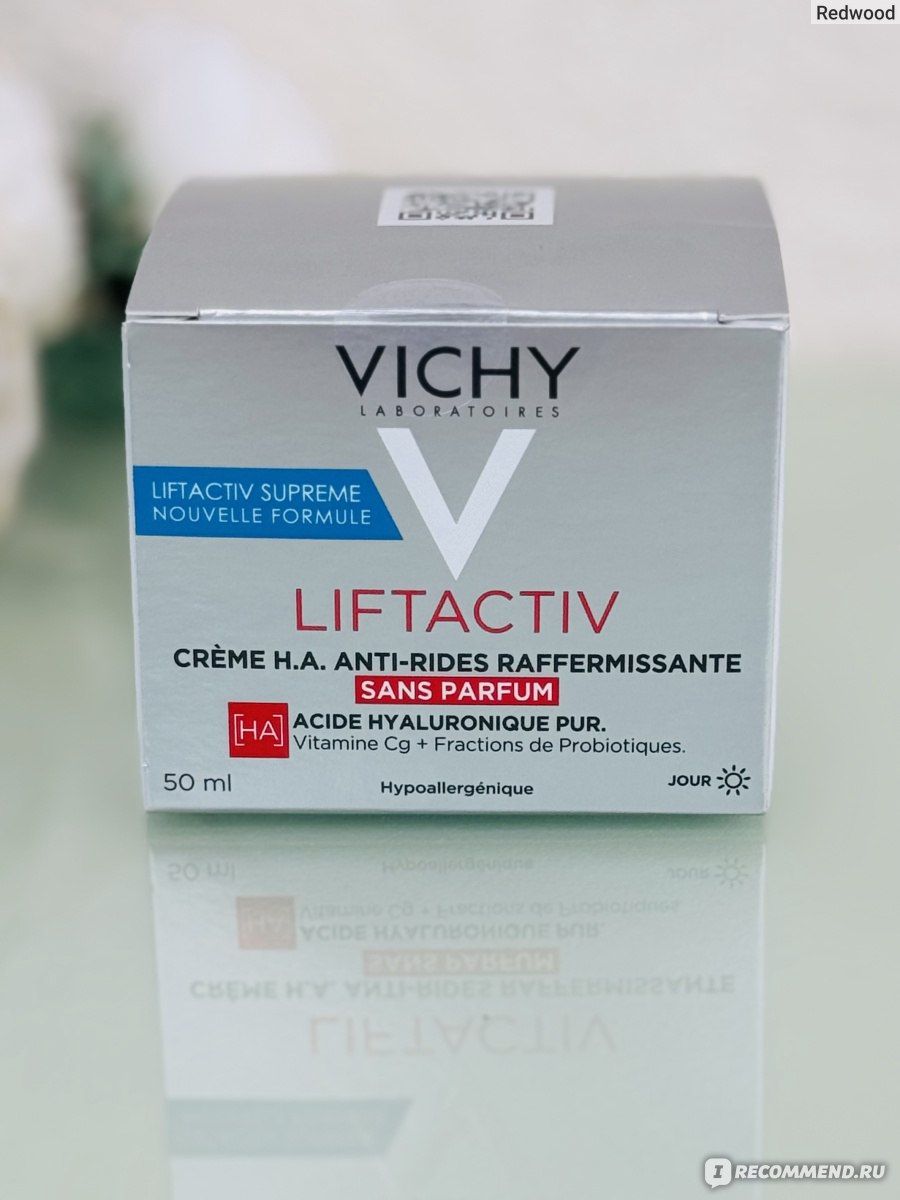 Redwood
VICHY
LABORATOIRES
LIFTACTIV SUPREME
NOUVELLE FORMULE
LIFTACTIV
CRÈME H.A. ANTI-RIDES RAFFERMISSANTE
SANS PARFUM
[HA] ACIDE HYALURONIQUE PUR.
Vitamine Cg + Fractions de Probiotiques.
50 ml
Hypoallergénique
JOUR
IRECOMMEND.RU